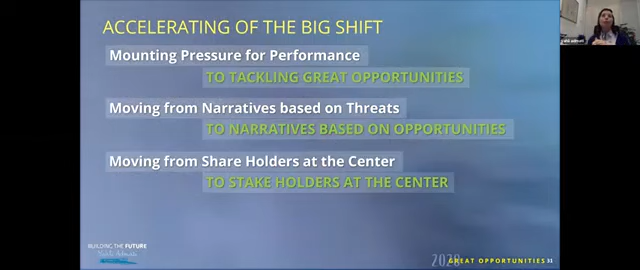 ACCELERATING OF THE BIG SHIFT
Mounting Pressure for Performance
TO TACKLING GREAT OPPORTUNITIES
Moving from Narratives based on Threats
TO NARRATIVES BASED ON OPPORTUNITIES
Moving from Share Holders at the Center
TO STAKE HOLDERS AT THE CENTER
BUILDING THE FUTURE
GREAT OPPORTUNITIES 31